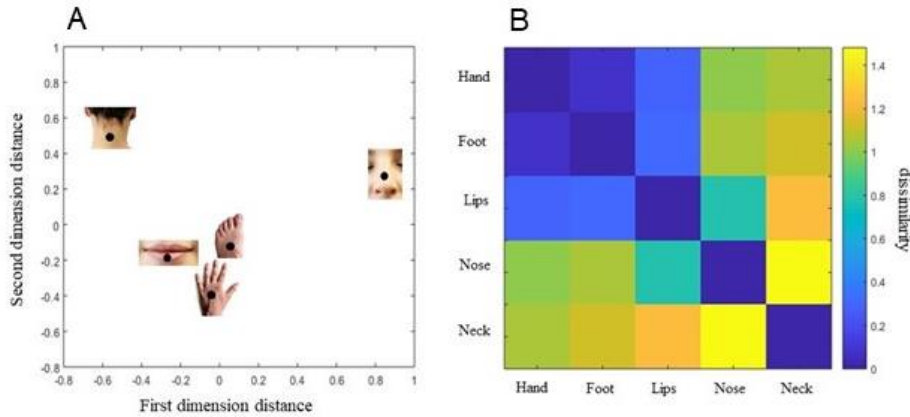 A
1
0.8
0.6
0.4
0.2
0
-0.2
-0.4
-0.6
-0.8
-0.8 -0.6 -0.4 -0.2 0 0.2 0.4 0.6 0.8 1
Second dimension distance
First dimension distance
B
Hand
Foot
Lips
Nose
Neck
Hand Foot Lips Nose Neck
1.4
1.2
1
0.8
0.6
0.4
0.2
0
dissimilarity